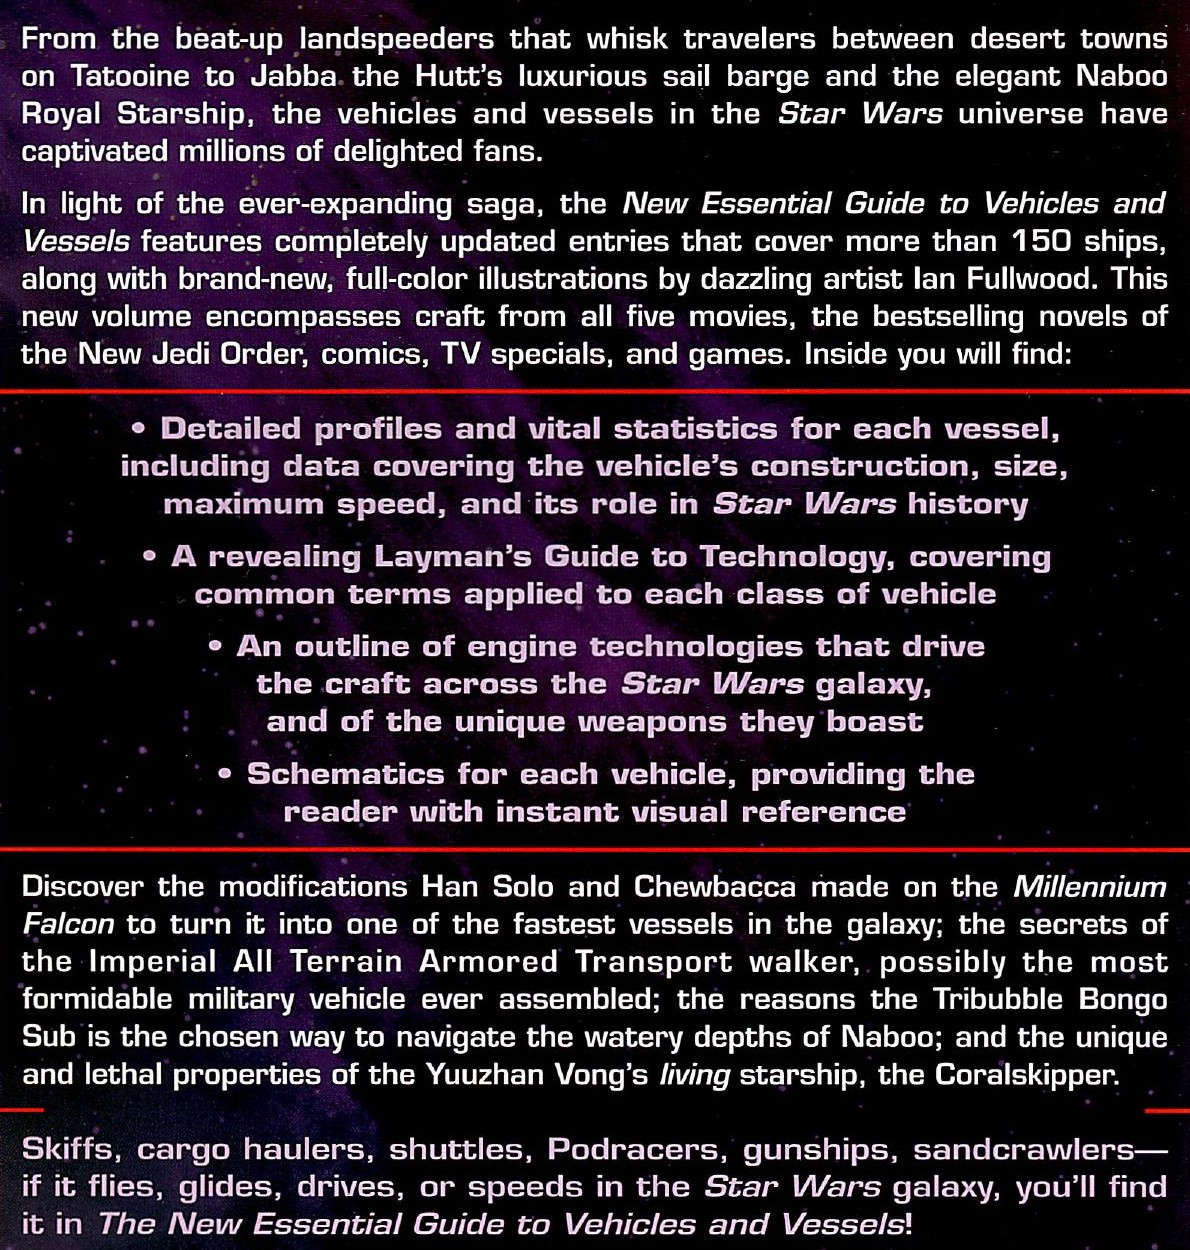 From the beat-up landspeeders that whisk travelers between desert towns
on Tatooine to Jabba the Hutt's luxurious sail barge and the elegant Naboo
Royal Starship, the vehicles and vessels in the Star Wars universe have
captivated millions of delighted fans.
In light of the ever-expanding saga, the New Essential Guide to Vehicles and
Vessels features completely updated entries that cover more than 150 ships,
along with brand-new, full-color illustrations by dazzling artist Ian Fullwood. This
new volume encompasses craft from all five movies, the bestselling novels of
the New Jedi Order, comics, TV specials, and games. Inside you will find:
• Detailed profiles and vital statistics for each vessel,
including data covering the vehicle's construction, size,
maximum speed, and its role in Star Wars history
• A revealing Layman's Guide to Technology, covering
common terms applied to each class of vehicle
• An outline of engine technologies that drive
the craft across the Star Wars galaxy,
and of the unique weapons they boast
• Schematics for each vehicle, providing the
reader with instant visual reference
Discover the modifications Han Solo and Chewbacca made on the Millennium
Falcon to turn it into one of the fastest vessels in the galaxy; the secrets of
the Imperial All Terrain Armored Transport walker, possibly the most
formidable military vehicle ever assembled; the reasons the Tribubble Bongo
Sub is the chosen way to navigate the watery depths of Naboo; and the unique
and lethal properties of the Yuuzhan Vong's living starship, the Coralskipper.
Skiffs, cargo haulers, shuttles, Podracers, gunships, sandcrawlers—
if it flies, glides, drives, or speeds in the Star Wars galaxy, you'll find
it in The New Essential Guide to Vehicles and Vessels!